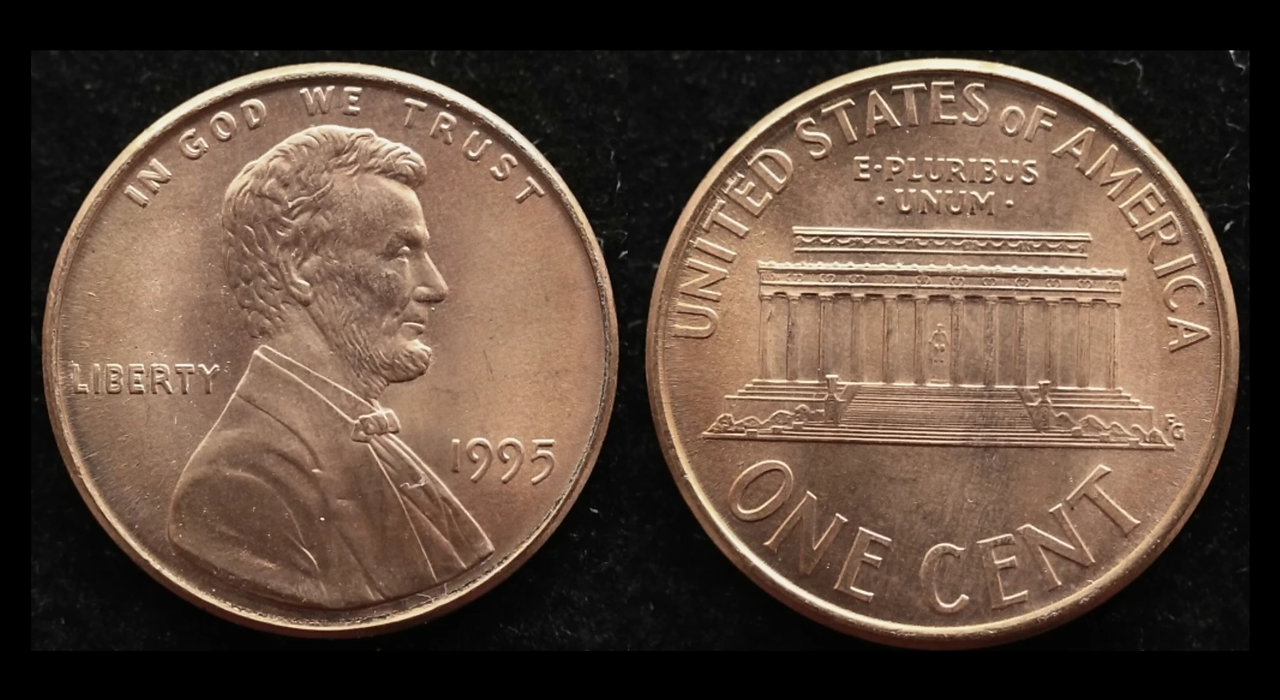 IN GOD WE TRUST
LIBERTY
1995
UNITED STATES OF AMERICA
E·PLURIBUS
·UNUM·
FG
ONE CENT